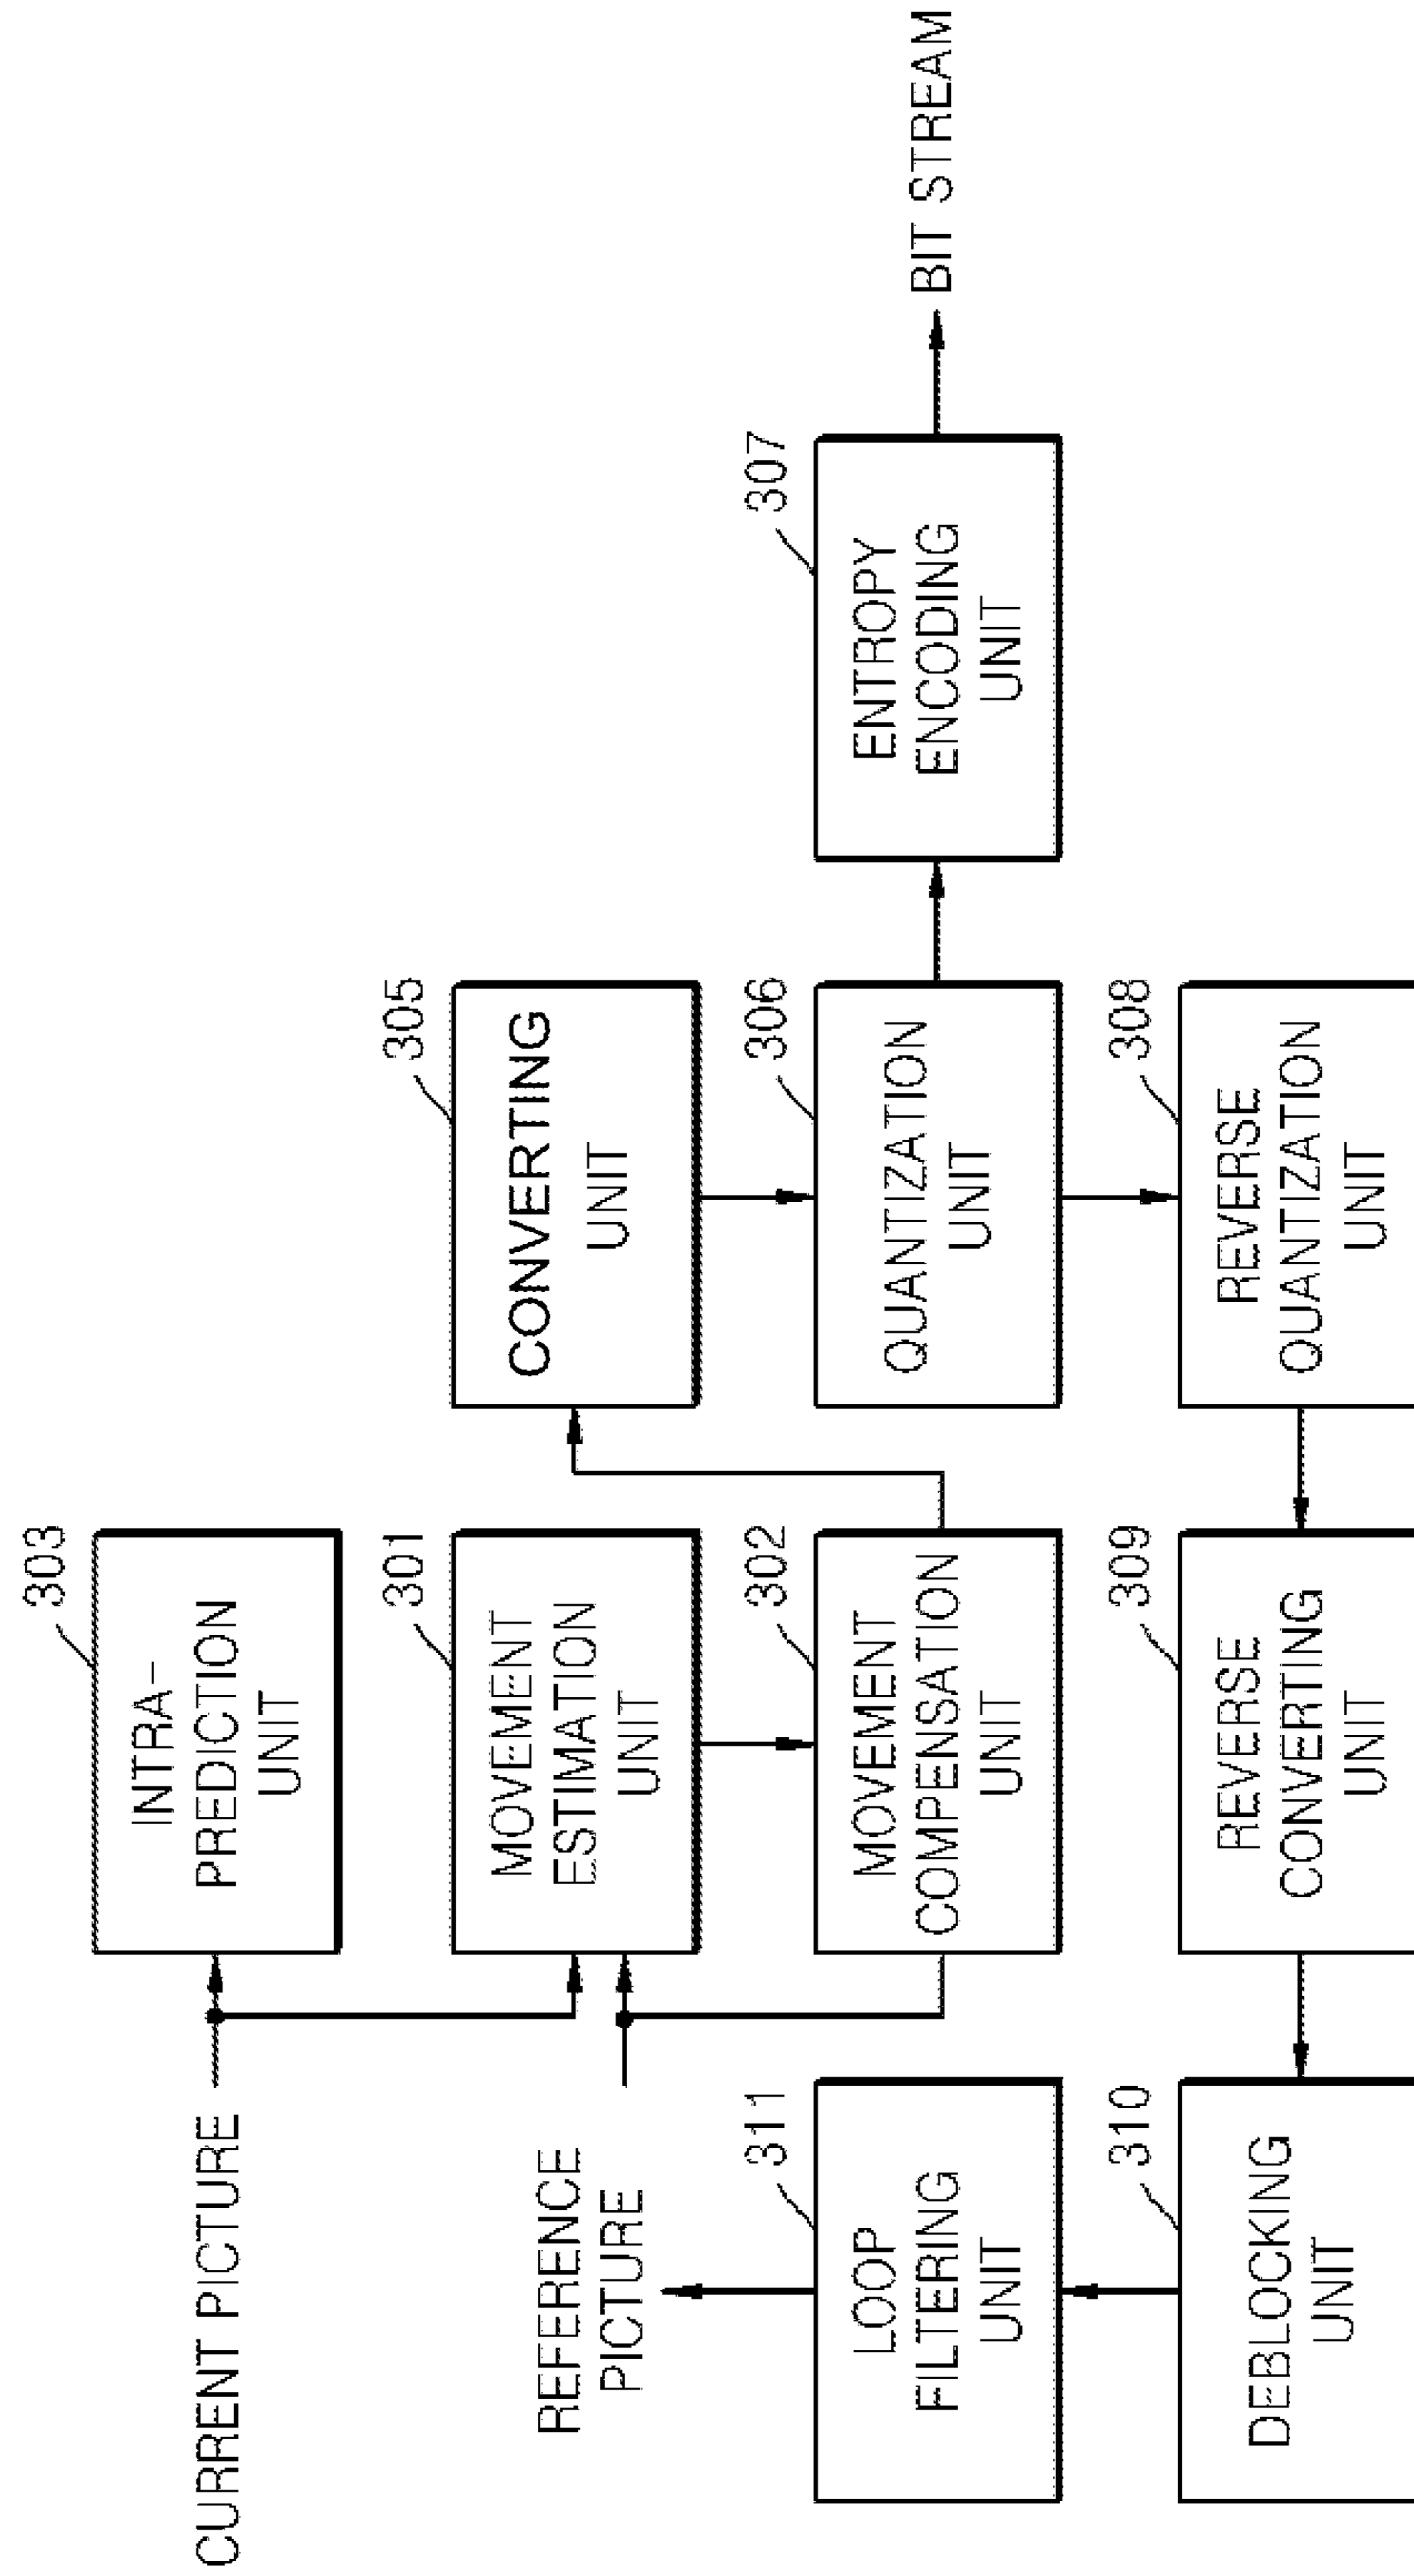 303
INTRA-
PREDICTION
UNIT
CURRENT PICTURE
301
MOVEMENT
ESTIMATION
UNIT
305
CONVERTING
UNIT
REFERENCE
PICTURE
311
LOOP
FILTERING
UNIT
302
MOVEMENT
COMPENSATION
UNIT
306
QUANTIZATION
UNIT
307
ENTROPY
ENCODING
UNIT
BIT STREAM
310
DEBLOCKING
UNIT
309
REVERSE
CONVERTING
UNIT
308
REVERSE
QUANTIZATION
UNIT